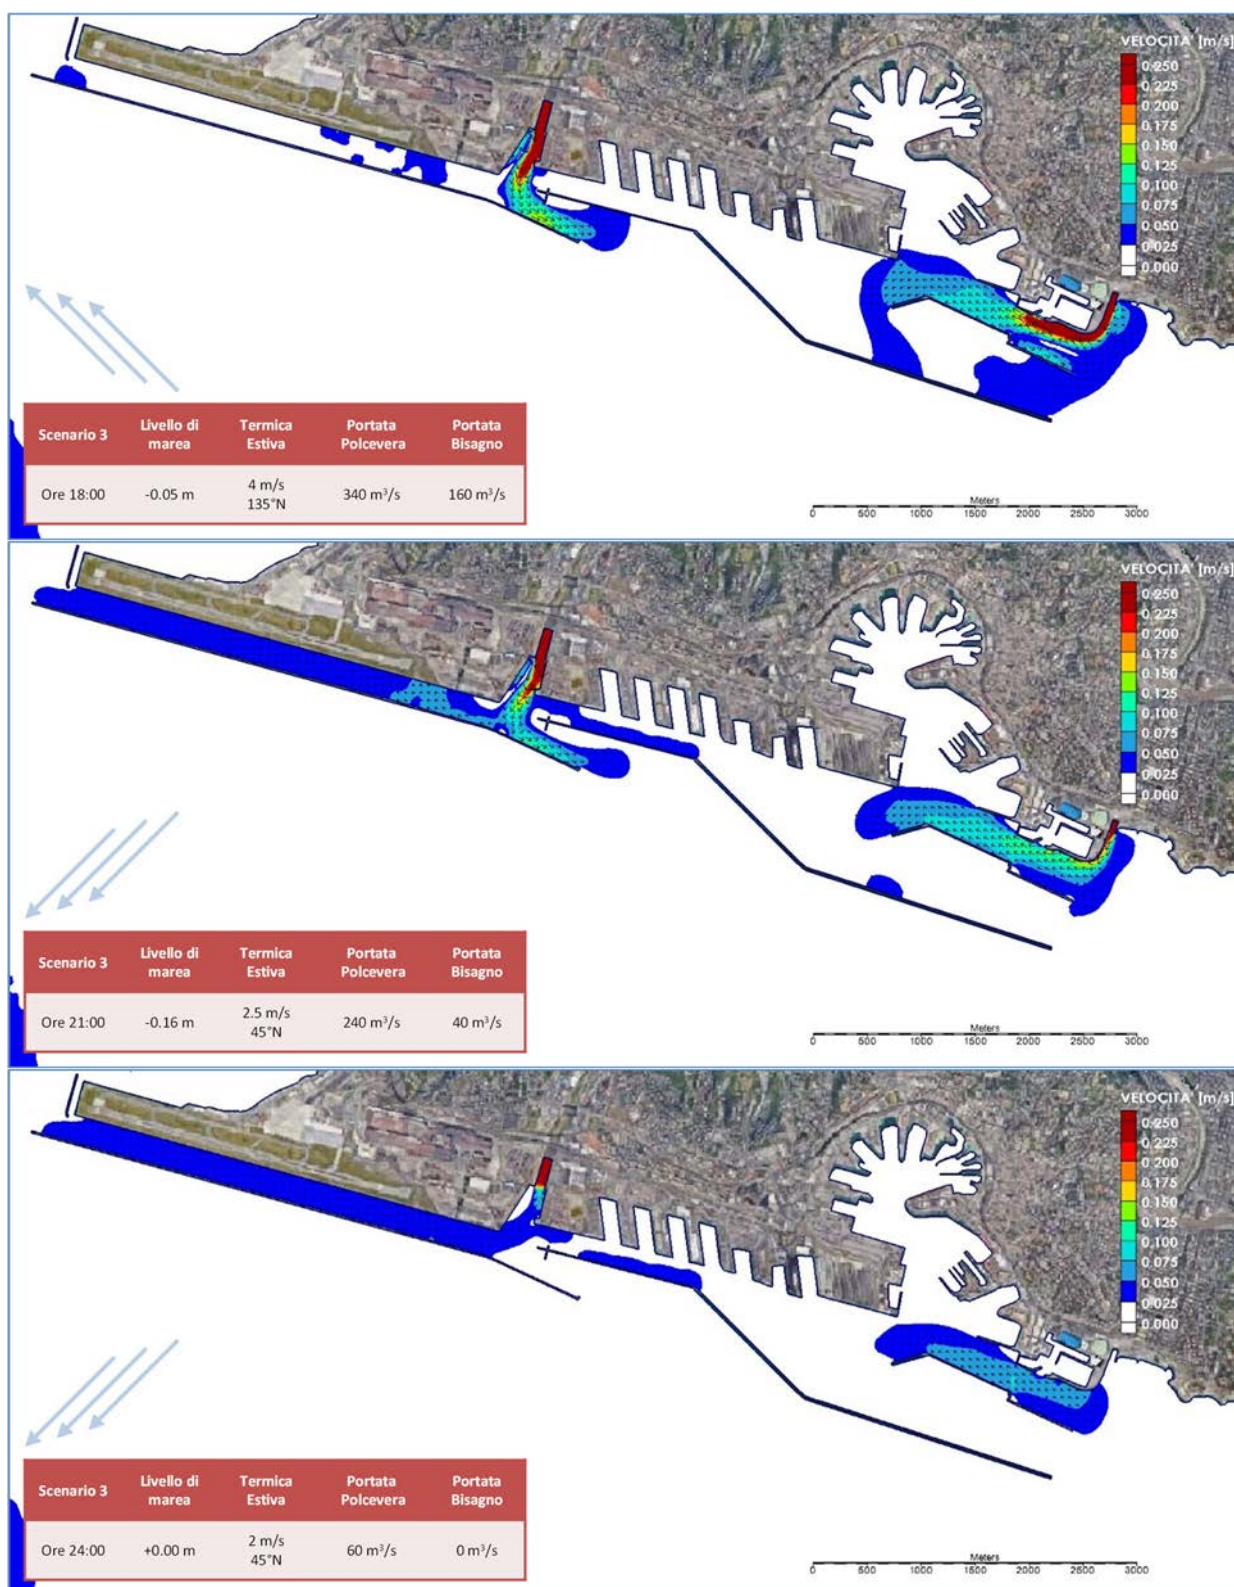 VELOCITA' [m/s]
0.250
0.225
0.200
0.175
0.150
0.125
0.100
0.075
0.050
0.025
0.000
Scenario 3 Livello di marea Termica Estiva Portata Polcevera Portata Bisagno
Ore 18:00 -0.05 m 4 m/s 135°N 340 m³/s 160 m³/s
Meters
0 500 1000 1500 2000 2500 3000
VELOCITA' [m/s]
0.250
0.225
0.200
0.175
0.150
0.125
0.100
0.075
0.050
0.025
0.000
Scenario 3 Livello di marea Termica Estiva Portata Polcevera Portata Bisagno
Ore 21:00 -0.16 m 2.5 m/s 45°N 240 m³/s 40 m³/s
Meters
0 500 1000 1500 2000 2500 3000
VELOCITA' [m/s]
0.250
0.225
0.200
0.175
0.150
0.125
0.100
0.075
0.050
0.025
0.000
Scenario 3 Livello di marea Termica Estiva Portata Polcevera Portata Bisagno
Ore 24:00 +0.00 m 2 m/s 45°N 60 m³/s 0 m³/s
Meters
0 500 1000 1500 2000 2500 3000